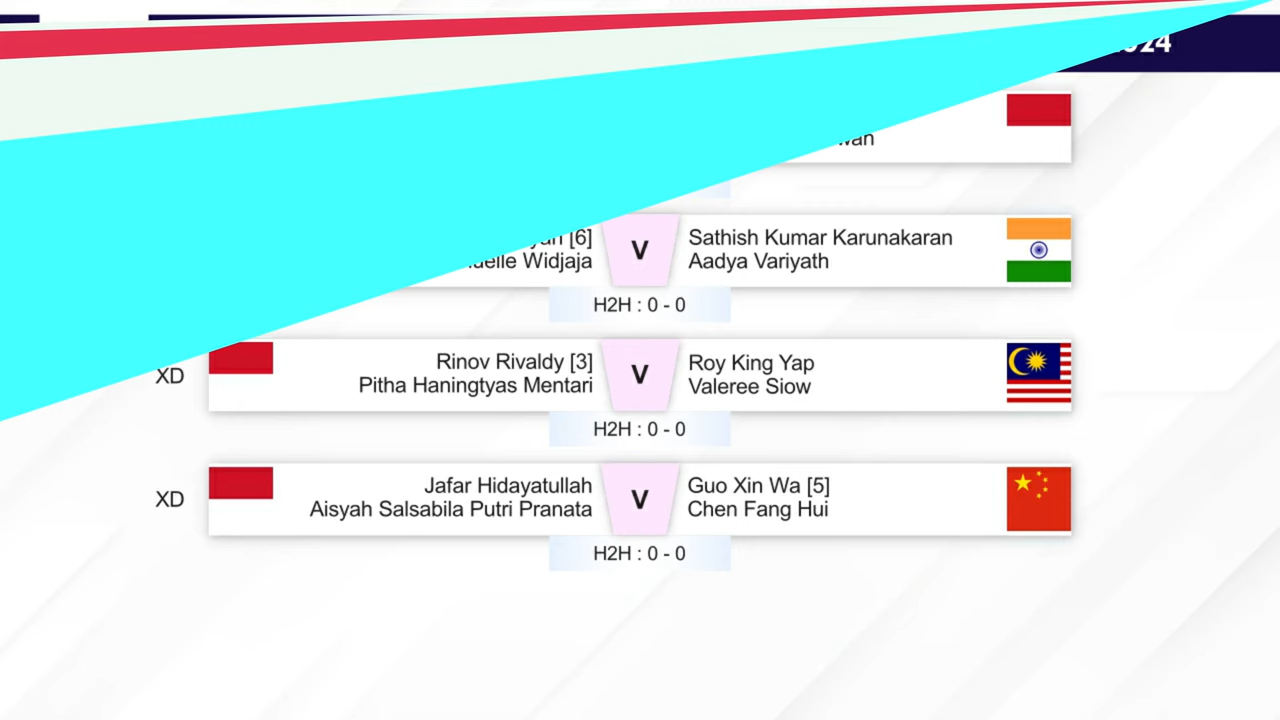 Sathish Kumar Karunakaran
[6]
V
Widjaja
Aadya Variyath
H2H : 0 - 0
XD
Rinov Rivaldy [3]
Pitha Haningtyas Mentari
V
Roy King Yap
Valeree Siow
H2H : 0 - 0
XD
Jafar Hidayatullah
Aisyah Salsabila Putri Pranata
V
Guo Xin Wa [5]
Chen Fang Hui
H2H : 0 - 0